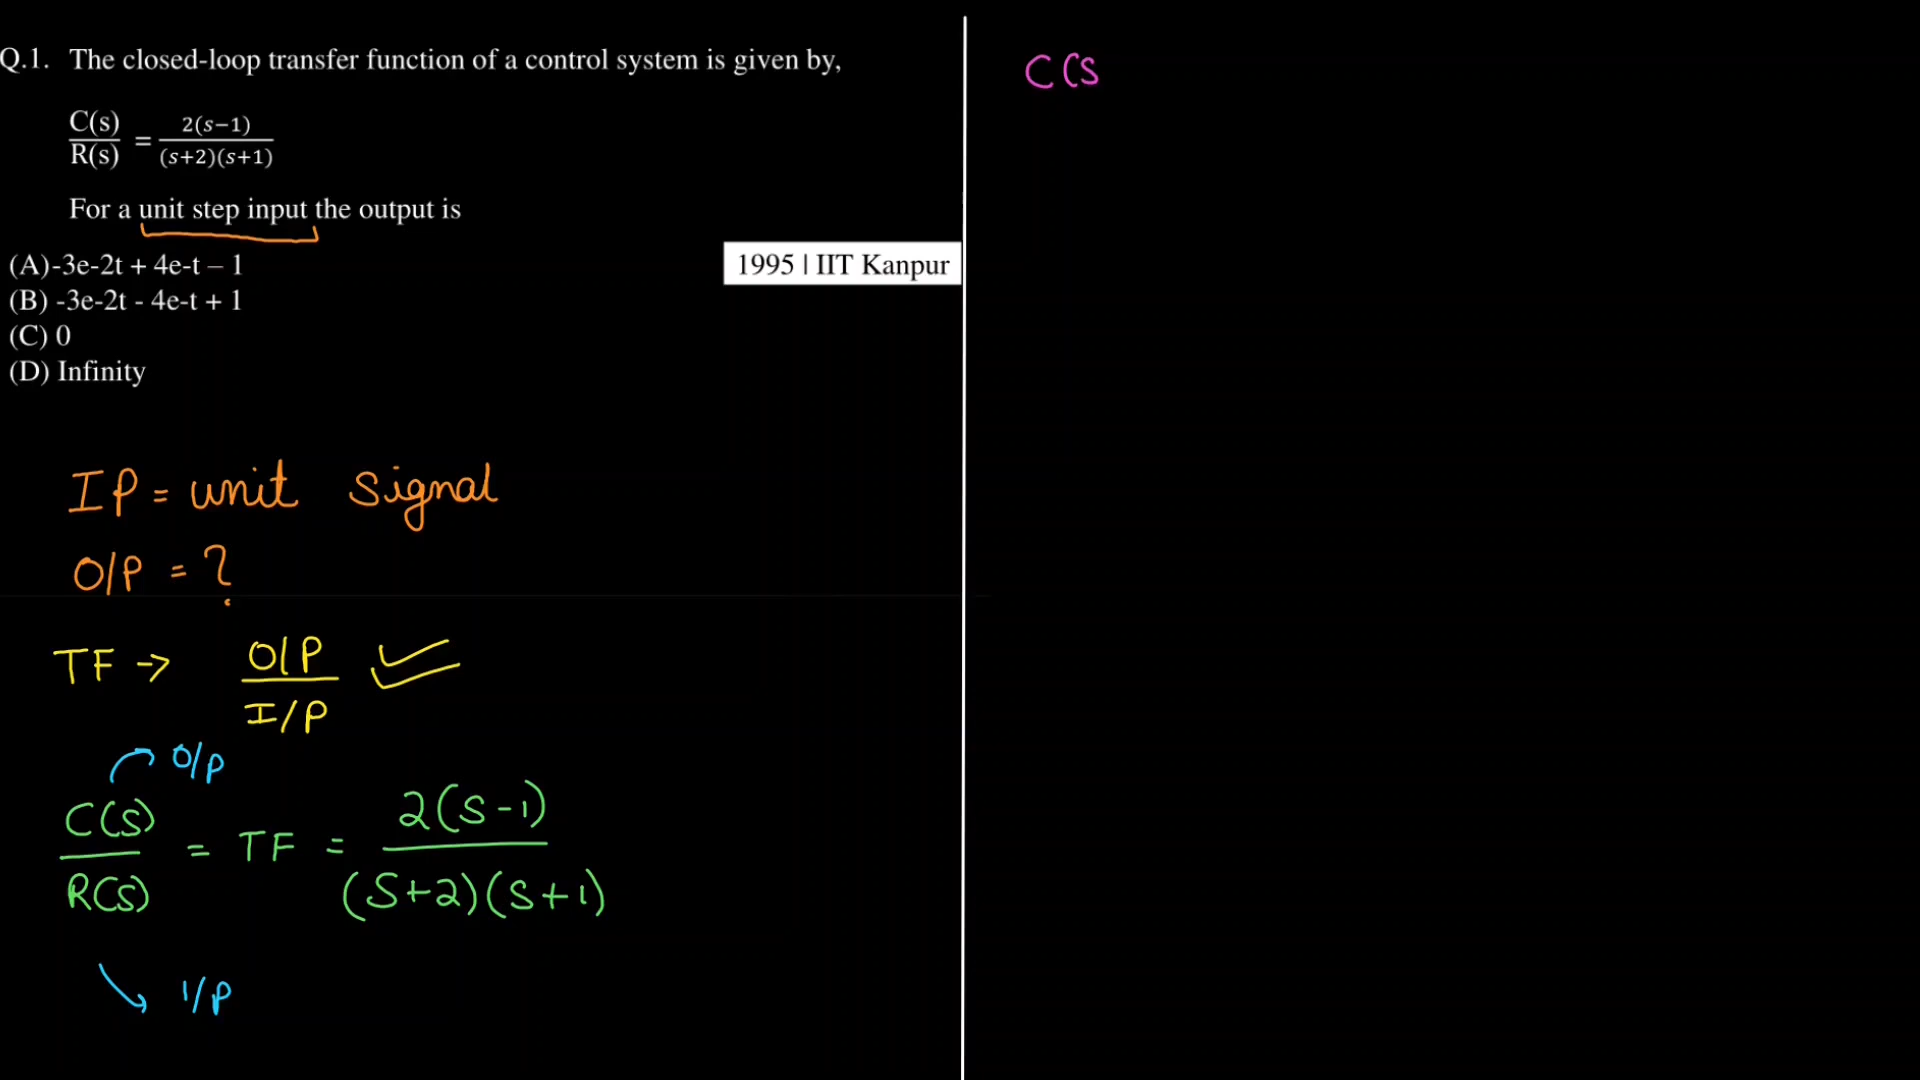 Q.1. The closed-loop transfer function of a control system is given by,
C(s)/R(s) = 2(s−1)/(s+2)(s+1)
For a unit step input the output is
(A)-3e-2t + 4e-t – 1
(B) -3e-2t - 4e-t + 1
(C) 0
(D) Infinity
1995 | IIT Kanpur
IP = unit signal
O/P = ?
TF → O/P
I/P
O/P
C(S)/R(S) = TF = 2(S-1)/(S+2)(S+1)
I/P
C(S